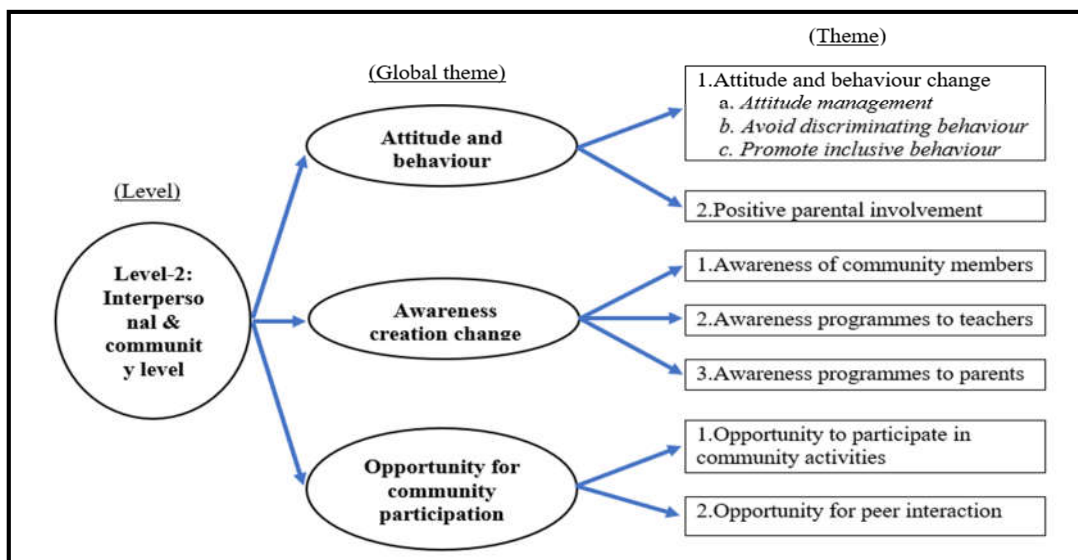 (Theme)
(Global theme)
(Level)
Level-2:
Interperso
nal &
communit
y level
Attitude and
behaviour
1.Attitude and behaviour change
a. Attitude management
b. Avoid discriminating behaviour
c. Promote inclusive behaviour
2.Positive parental involvement
Awareness
creation change
1.Awareness of community members
2.Awareness programmes to teachers
3.Awareness programmes to parents
Opportunity for
community
participation
1.Opportunity to participate in
community activities
2.Opportunity for peer interaction